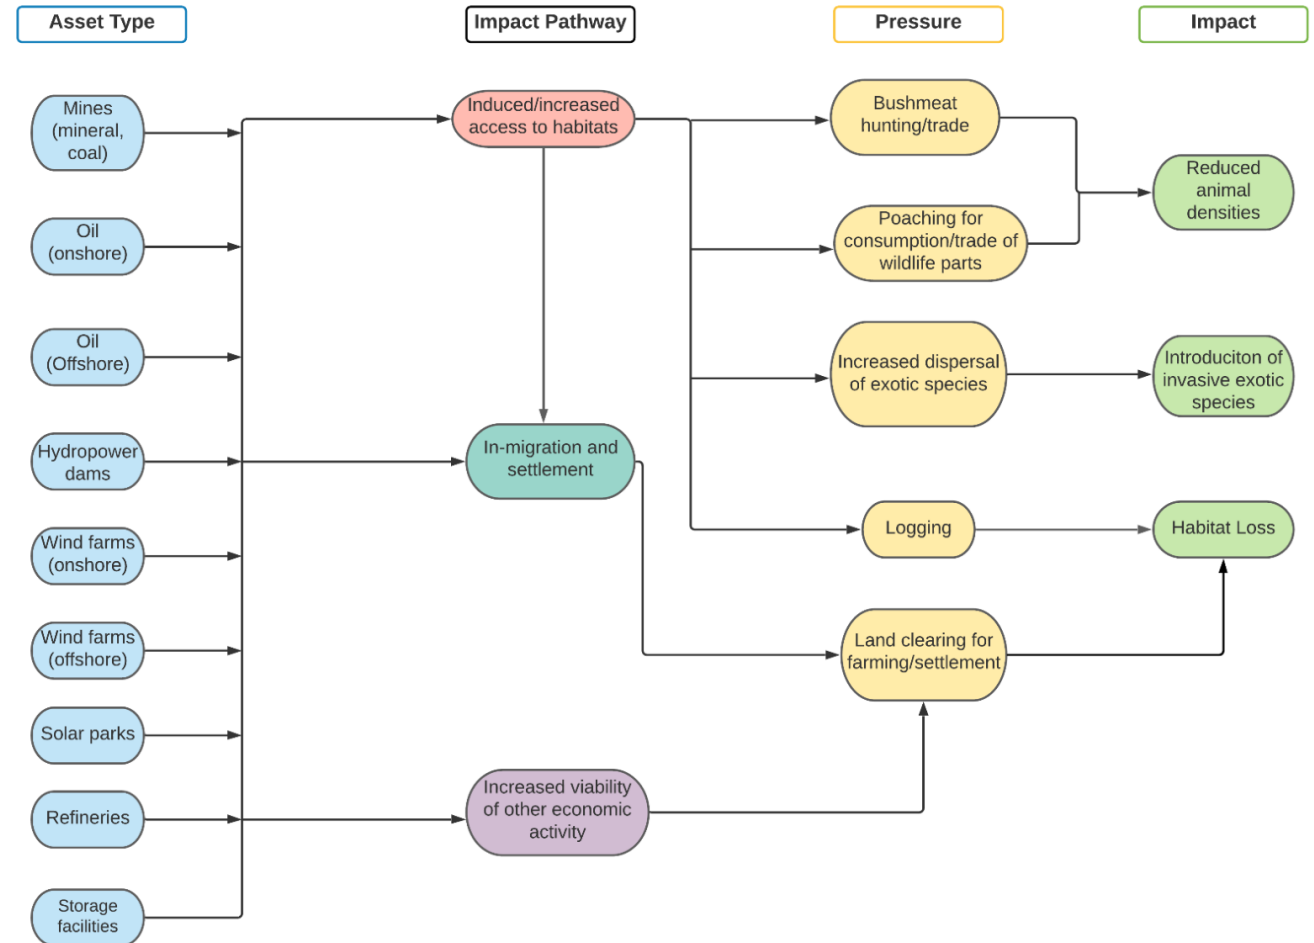 Asset Type
Impact Pathway
Pressure
Impact
Mines
(mineral,
coal)
Oil
(onshore)
Oil
(Offshore)
Hydropower
dams
Wind farms
(onshore)
Wind farms
(offshore)
Solar parks
Refineries
Storage
facilities
Induced/increased
access to habitats
In-migration and
settlement
Increased viability
of other economic
activity
Bushmeat
hunting/trade
Poaching for
consumption/trade of
wildlife parts
Increased dispersal
of exotic species
Logging
Land clearing for
farming/settlement
Reduced
animal
densities
Introduciton of
invasive exotic
species
Habitat Loss